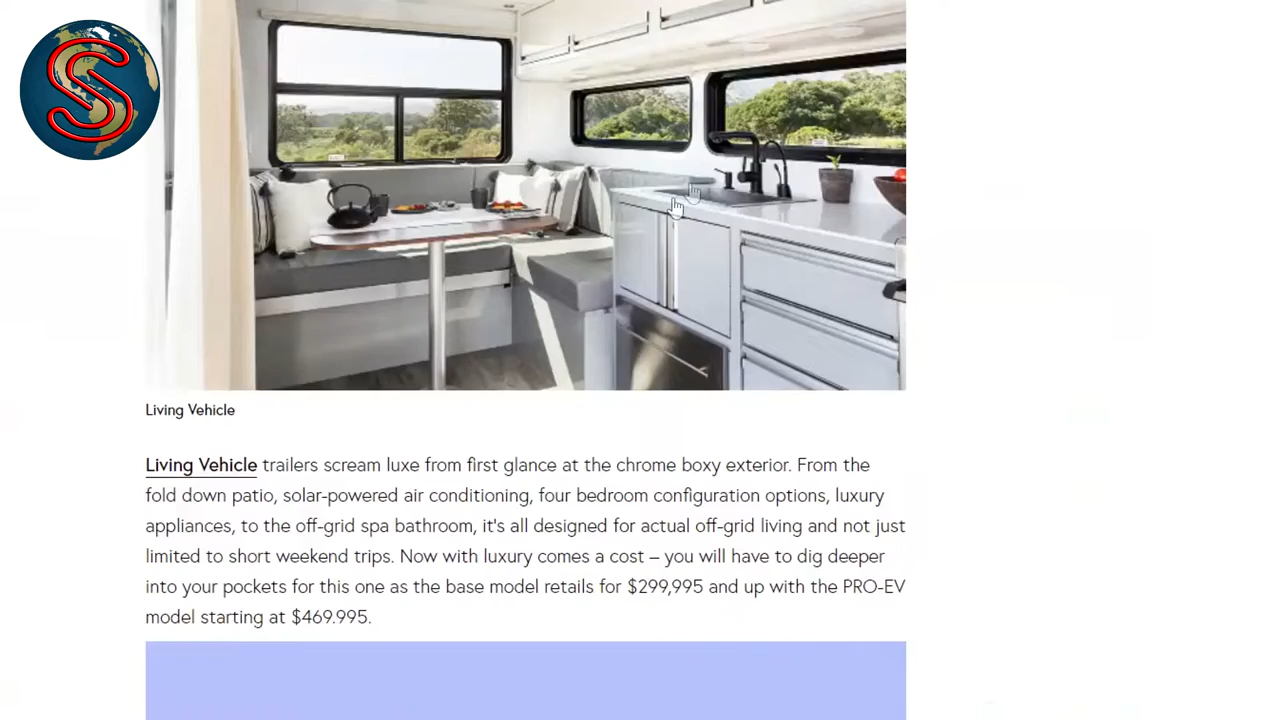 S
Living Vehicle
Living Vehicle trailers scream luxe from first glance at the chrome boxy exterior. From the
fold down patio, solar-powered air conditioning, four bedroom configuration options, luxury
appliances, to the off-grid spa bathroom, it's all designed for actual off-grid living and not just
limited to short weekend trips. Now with luxury comes a cost – you will have to dig deeper
into your pockets for this one as the base model retails for $299,995 and up with the PRO-EV
model starting at $469.995.